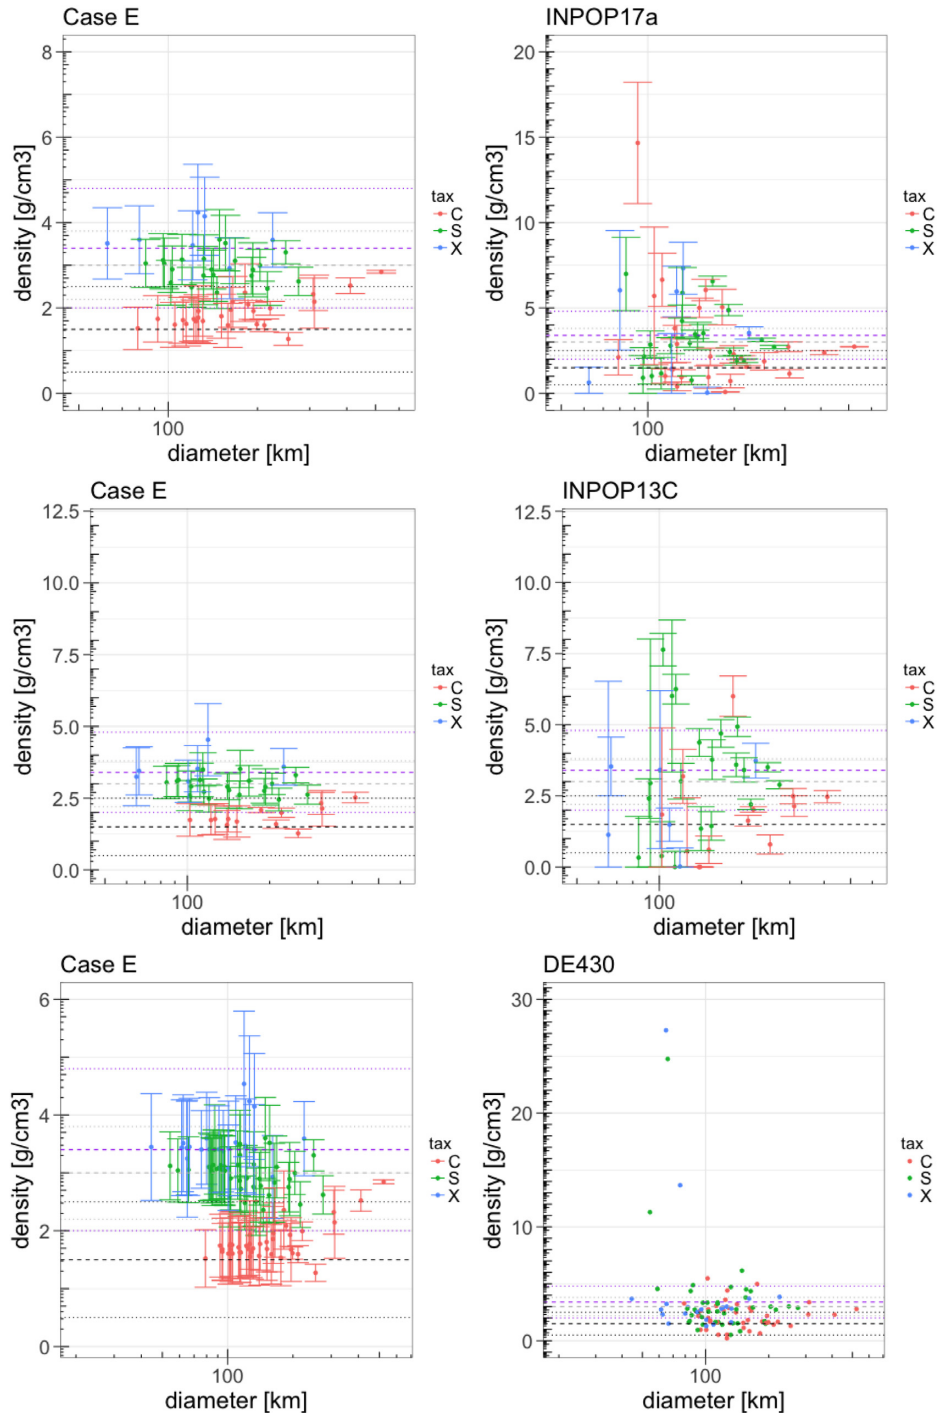 Case E
density [g/cm3]
8
6
4
2
0
100
diameter [km]
tax
C
S
X
INPOP17a
density [g/cm3]
20
15
10
5
0
100
diameter [km]
tax
C
S
X
Case E
density [g/cm3]
12.5
10.0
7.5
5.0
2.5
0.0
100
diameter [km]
tax
C
S
X
INPOP13C
density [g/cm3]
12.5
10.0
7.5
5.0
2.5
0.0
100
diameter [km]
tax
C
S
X
Case E
density [g/cm3]
6
4
2
0
100
diameter [km]
tax
C
S
X
DE430
density [g/cm3]
30
20
10
0
100
diameter [km]
tax
C
S
X